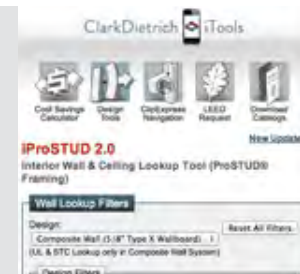 ClarkDietrich iTools
Cost Savings Calculator
Design Tools
ClipExpress Navigation
LEED Request
Download Catalogs
New Update
iProSTUD 2.0
Interior Wall & Ceiling Lookup Tool (ProSTUD®
Framing)
Wall Lookup Filters
Design: Reset All Filters
Composite Wall (5/8" Type X Wallboard)
(UL & STC Lookup only in Composite Wall System)
Design Filters